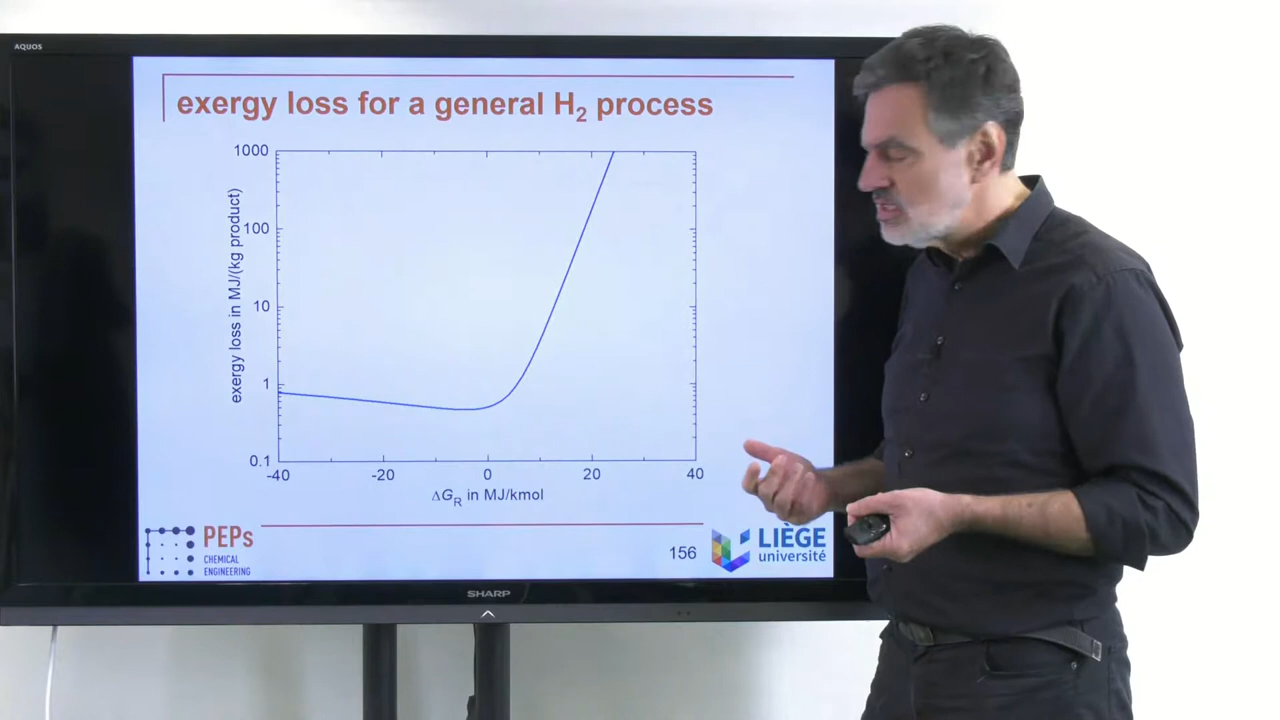 AQUOS
exergy loss for a general H₂ process
1000
100
10
1
0.1
exergy loss in MJ/(kg product)
-40 -20 0 20 40
ΔG_R in MJ/kmol
PEPs
CHEMICAL
ENGINEERING
156
LIÈGE
université
SHARP